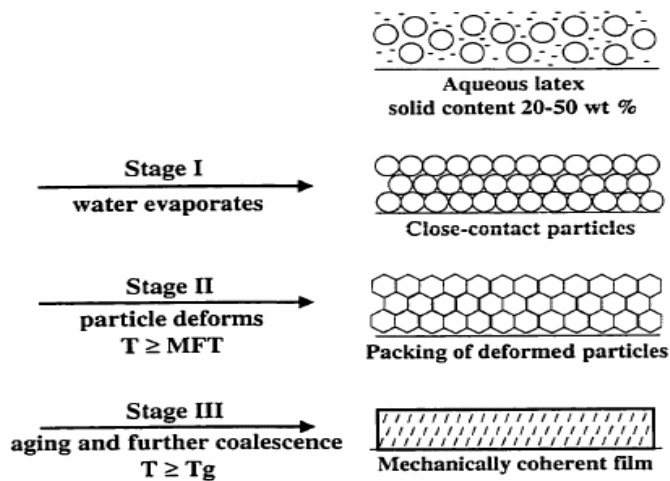 Aqueous latex
solid content 20-50 wt %
Stage I
water evaporates
Close-contact particles
Stage II
particle deforms
T ≥ MFT
Packing of deformed particles
Stage III
aging and further coalescence
T ≥ Tg
Mechanically coherent film